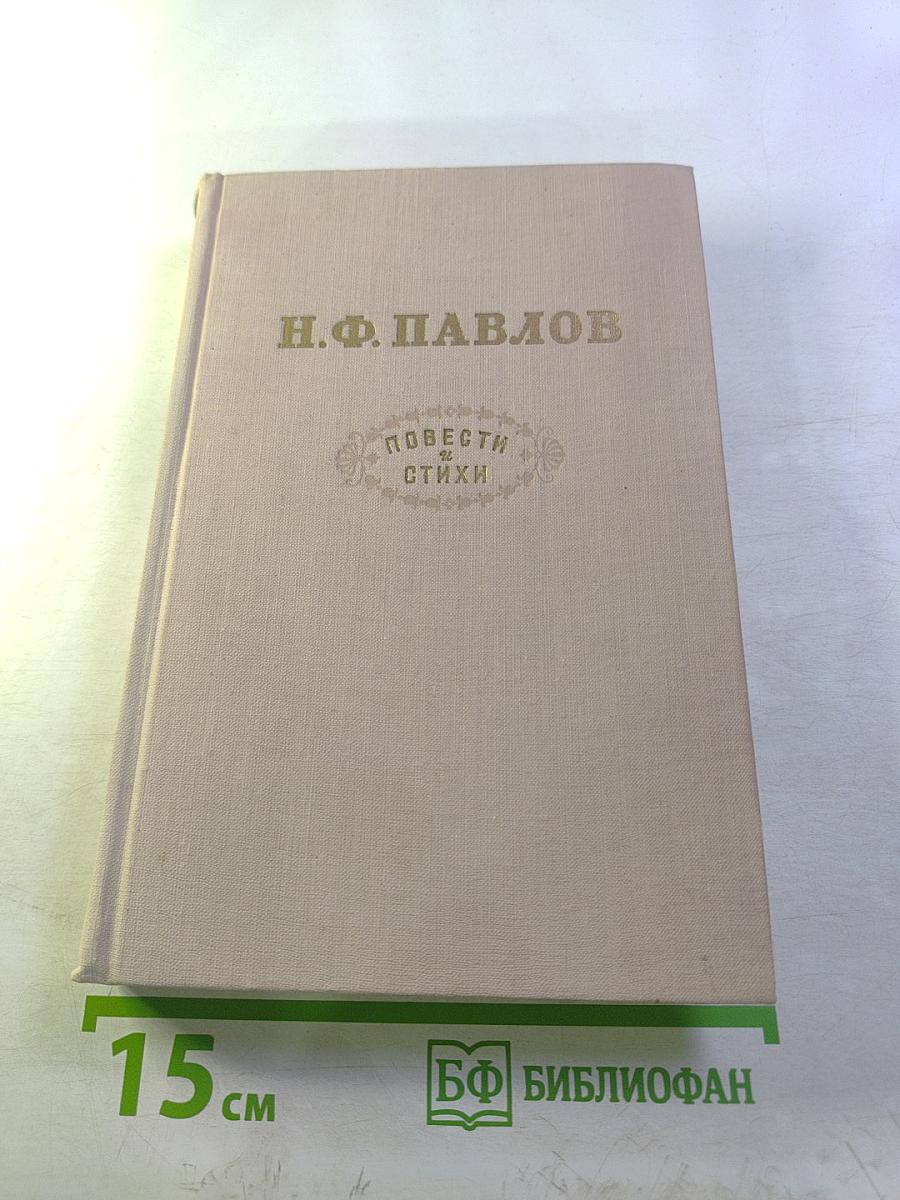 Н.Ф. ПАВЛОВ
ПОВЕСТИ
и
СТИХИ
15 см
БФ БИБЛИОФАН